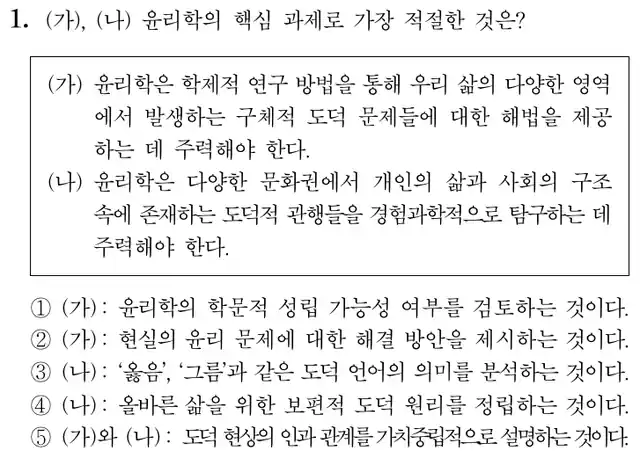 1. (가), (나) 윤리학의 핵심 과제로 가장 적절한 것은?
(가) 윤리학은 학제적 연구 방법을 통해 우리 삶의 다양한 영역
에서 발생하는 구체적 도덕 문제들에 대한 해법을 제공
하는 데 주력해야 한다.
(나) 윤리학은 다양한 문화권에서 개인의 삶과 사회의 구조
속에 존재하는 도덕적 관행들을 경험과학적으로 탐구하는 데
주력해야 한다.
① (가): 윤리학의 학문적 성립 가능성 여부를 검토하는 것이다.
② (가): 현실의 윤리 문제에 대한 해결 방안을 제시하는 것이다.
③ (나): ‘옳음’, ‘그름’과 같은 도덕 언어의 의미를 분석하는 것이다.
④ (나): 올바른 삶을 위한 보편적 도덕 원리를 정립하는 것이다.
⑤ (가)와 (나): 도덕 현상의 인과 관계를 가치중립적으로 설명하는 것이다.